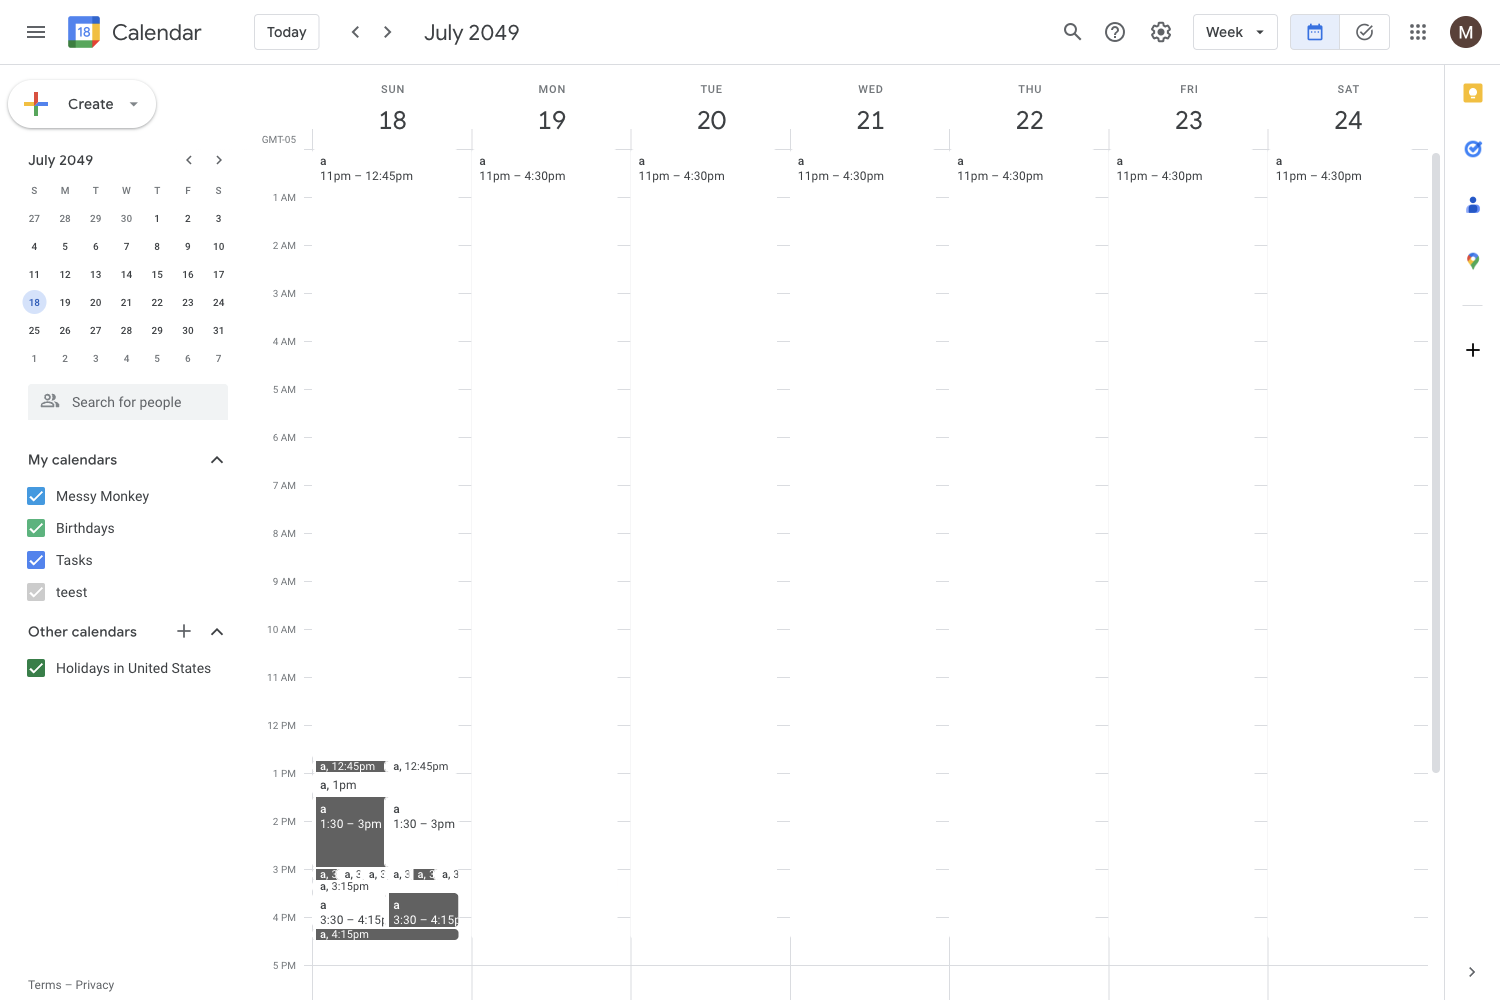 18 Calendar
Today
July 2049
Week
M
Create
July 2049
S M T W T F S
27 28 29 30 1 2 3
4 5 6 7 8 9 10
11 12 13 14 15 16 17
18 19 20 21 22 23 24
25 26 27 28 29 30 31
1 2 3 4 5 6 7
Search for people
My calendars
Messy Monkey
Birthdays
Tasks
teest
Other calendars
Holidays in United States
Terms – Privacy
SUN MON TUE WED THU FRI SAT
18 19 20 21 22 23 24
GMT-05
a a a a a a a
11pm – 12:45pm 11pm – 4:30pm 11pm – 4:30pm 11pm – 4:30pm 11pm – 4:30pm 11pm – 4:30pm 11pm – 4:30pm
1 AM
2 AM
3 AM
4 AM
5 AM
6 AM
7 AM
8 AM
9 AM
10 AM
11 AM
12 PM
a, 12:45pm a, 12:45pm
1 PM
a, 1pm
a a
2 PM 1:30 – 3pm 1:30 – 3pm
3 PM
a, 3 a, 3 a, 3 a, 3 a, 3 a, 3
a, 3:15pm
a a
4 PM 3:30 – 4:15p 3:30 – 4:15p
a, 4:15pm
5 PM